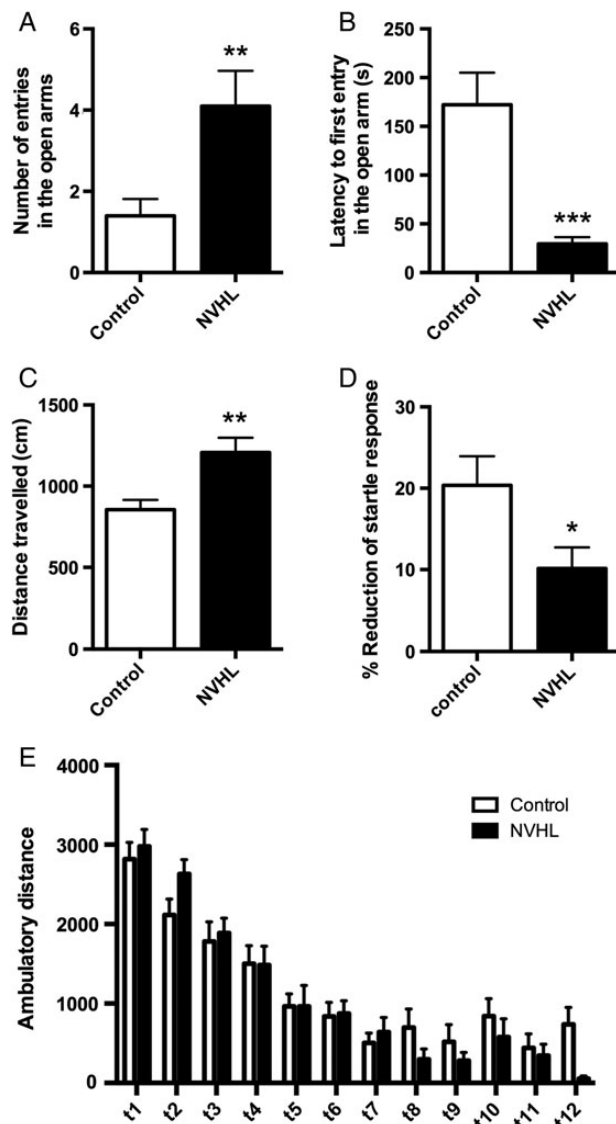 A
Number of entries
in the open arms
6
4
2
0
**
Control
NVHL
B
Latency to first entry
in the open arm (s)
250
200
150
100
50
0
***
Control
NVHL
C
Distance travelled (cm)
1500
1000
500
0
**
Control
NVHL
D
% Reduction of startle response
30
20
10
0
*
control
NVHL
E
Ambulatory distance
4000
3000
2000
1000
0
Control
NVHL
t1
t2
t3
t4
t5
t6
t7
t8
t9
t10
t11
t12